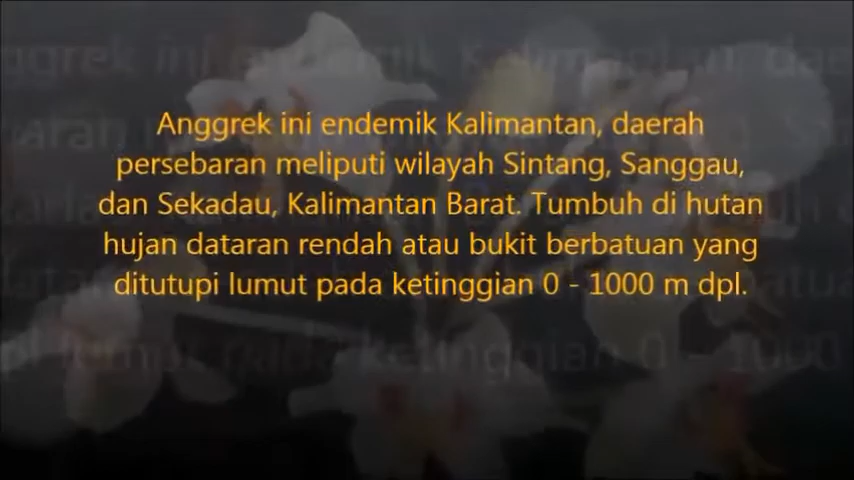 Anggrek ini endemik Kalimantan, daerah
persebaran meliputi wilayah Sintang, Sanggau,
dan Sekadau, Kalimantan Barat. Tumbuh di hutan
hujan dataran rendah atau bukit berbatuan yang
ditutupi lumut pada ketinggian 0 - 1000 m dpl.